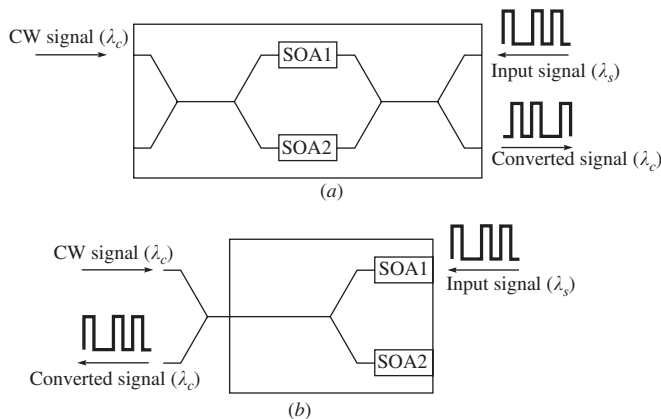 CW signal (λc)
SOA1
SOA2
Input signal (λs)
Converted signal (λc)
(a)
CW signal (λc)
SOA1
Input signal (λs)
SOA2
Converted signal (λc)
(b)